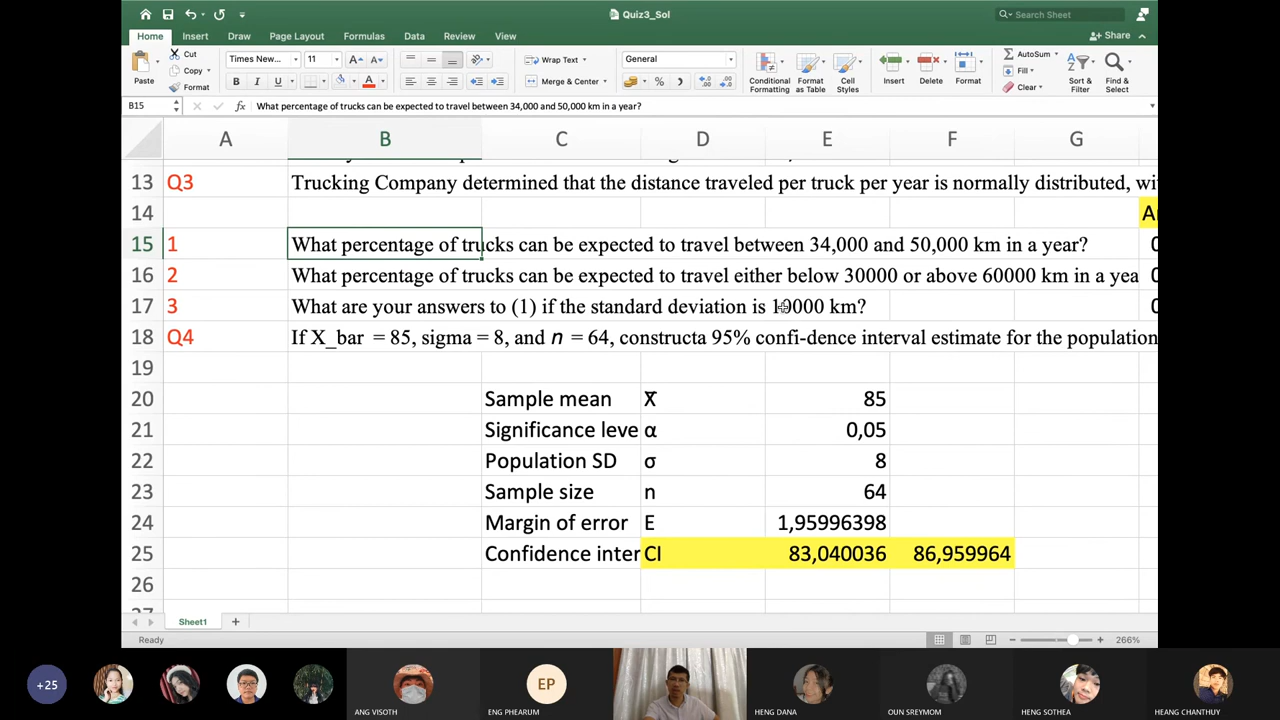 Quiz3_Sol
Search Sheet
Home Insert Draw Page Layout Formulas Data Review View
Share
Paste
Cut
Copy
Format
Times New... 11
B I U
Wrap Text
Merge & Center
General
Conditional Formatting
Format as Table
Cell Styles
Insert
Delete
Format
AutoSum
Fill
Clear
Sort & Filter
Find & Select
B15 fx What percentage of trucks can be expected to travel between 34,000 and 50,000 km in a year?
A B C D E F G
13 Q3 Trucking Company determined that the distance traveled per truck per year is normally distributed, wi
14
15 1 What percentage of trucks can be expected to travel between 34,000 and 50,000 km in a year? 0
16 2 What percentage of trucks can be expected to travel either below 30000 or above 60000 km in a yea
17 3 What are your answers to (1) if the standard deviation is 10000 km? 0
18 Q4 If X_bar = 85, sigma = 8, and n = 64, constructa 95% confi-dence interval estimate for the population
19
20 Sample mean X̄ 85
21 Significance leve α 0,05
22 Population SD σ 8
23 Sample size n 64
24 Margin of error E 1,95996398
25 Confidence inter CI 83,040036 86,959964
26
27
Sheet1
Ready
266%
+25
ANG VISOTH
EP
ENG PHEARUM
HENG DANA
OUN SREYMOM
HENG SOTHEA
HEANG CHANTHUY